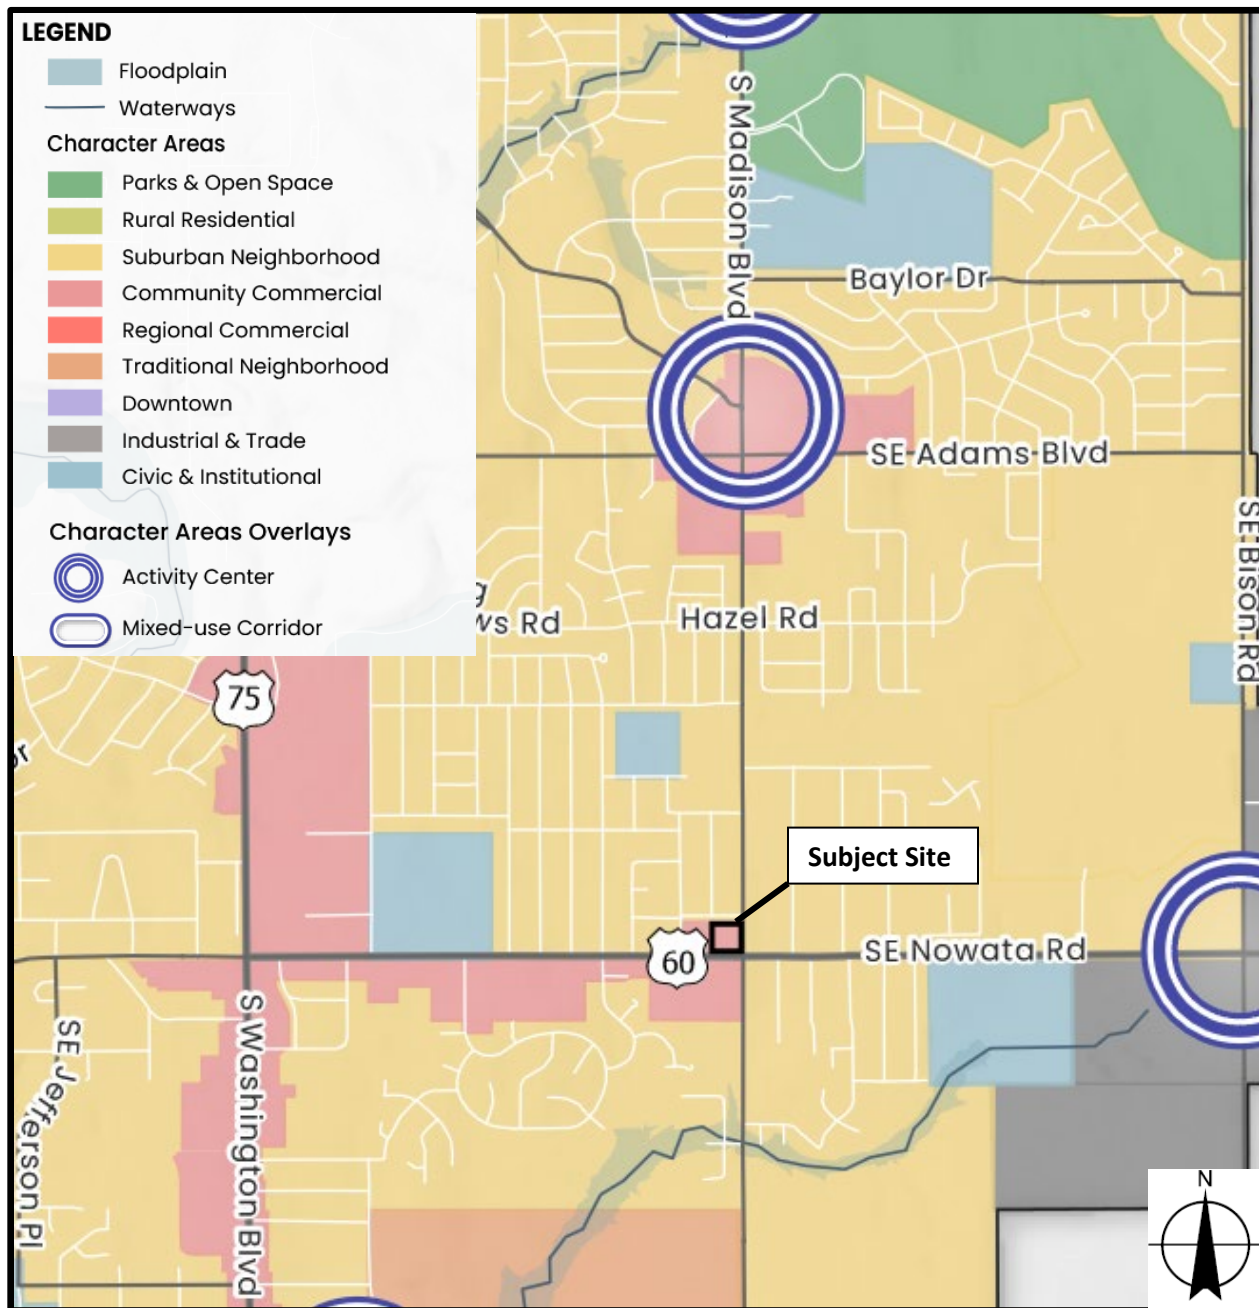 LEGEND
Floodplain
Waterways
Character Areas
Parks & Open Space
Rural Residential
Suburban Neighborhood
Community Commercial
Regional Commercial
Traditional Neighborhood
Downtown
Industrial & Trade
Civic & Institutional
Character Areas Overlays
Activity Center
Mixed-use Corridor
S Madison Blvd
Baylor Dr
SE Adams Blvd
SE Bison Rd
ws Rd
Hazel Rd
75
Subject Site
60
SE Nowata Rd
S Washington Blvd
SE Jefferson Pl
N